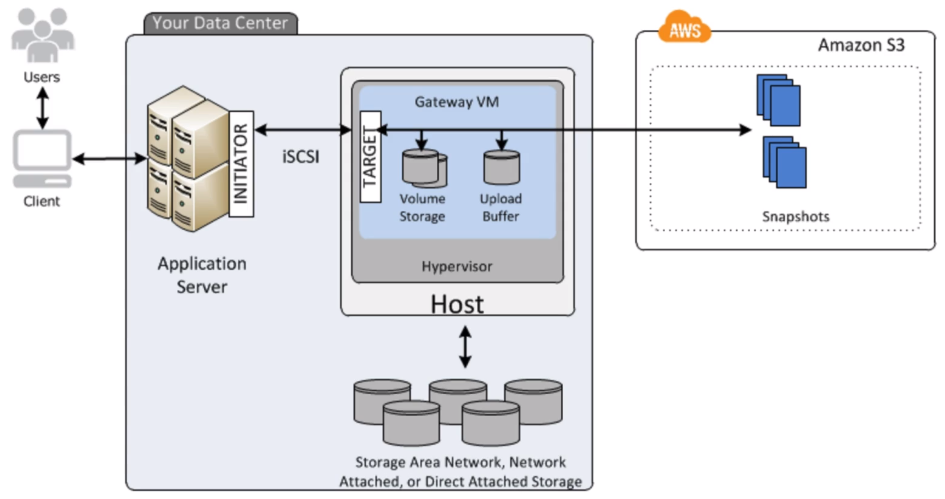 Your Data Center
Users
Client
INITIATOR
Application
Server
iSCSI
TARGET
Gateway VM
Volume
Storage
Upload
Buffer
Hypervisor
Host
Storage Area Network, Network
Attached, or Direct Attached Storage
AWS
Amazon S3
Snapshots